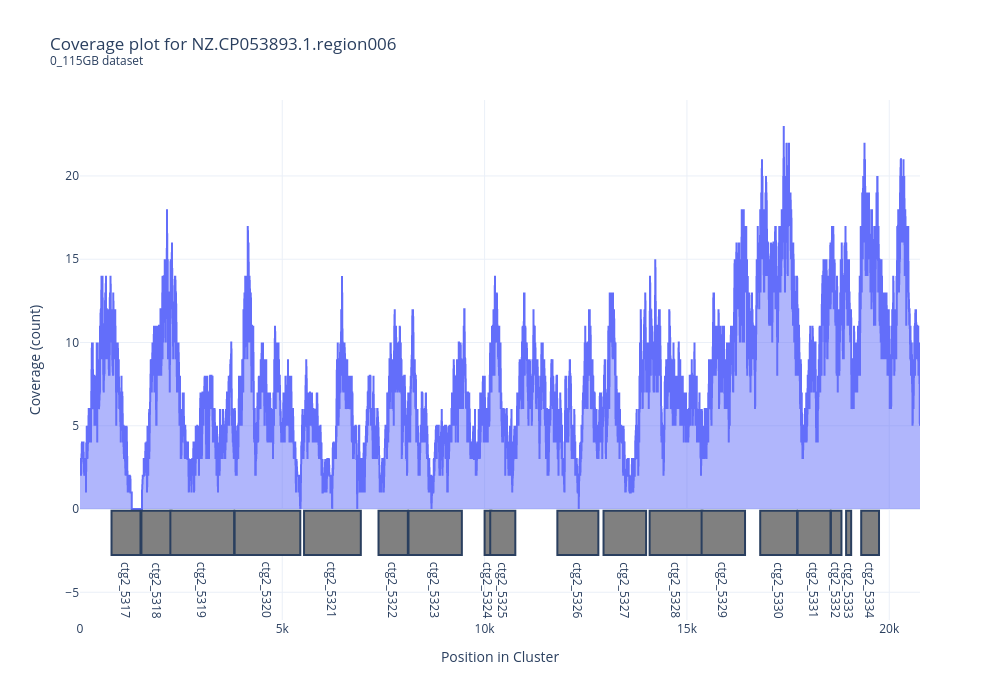 Coverage plot for NZ.CP053893.1.region006
0_115GB dataset
Coverage (count)
20
15
10
5
0
−5
ctg2_5317
ctg2_5318
ctg2_5319
ctg2_5320
ctg2_5321
ctg2_5322
ctg2_5323
ctg2_5324
ctg2_5325
ctg2_5326
ctg2_5327
ctg2_5328
ctg2_5329
ctg2_5330
ctg2_5331
ctg2_5332
ctg2_5333
ctg2_5334
0 5k 10k 15k 20k
Position in Cluster